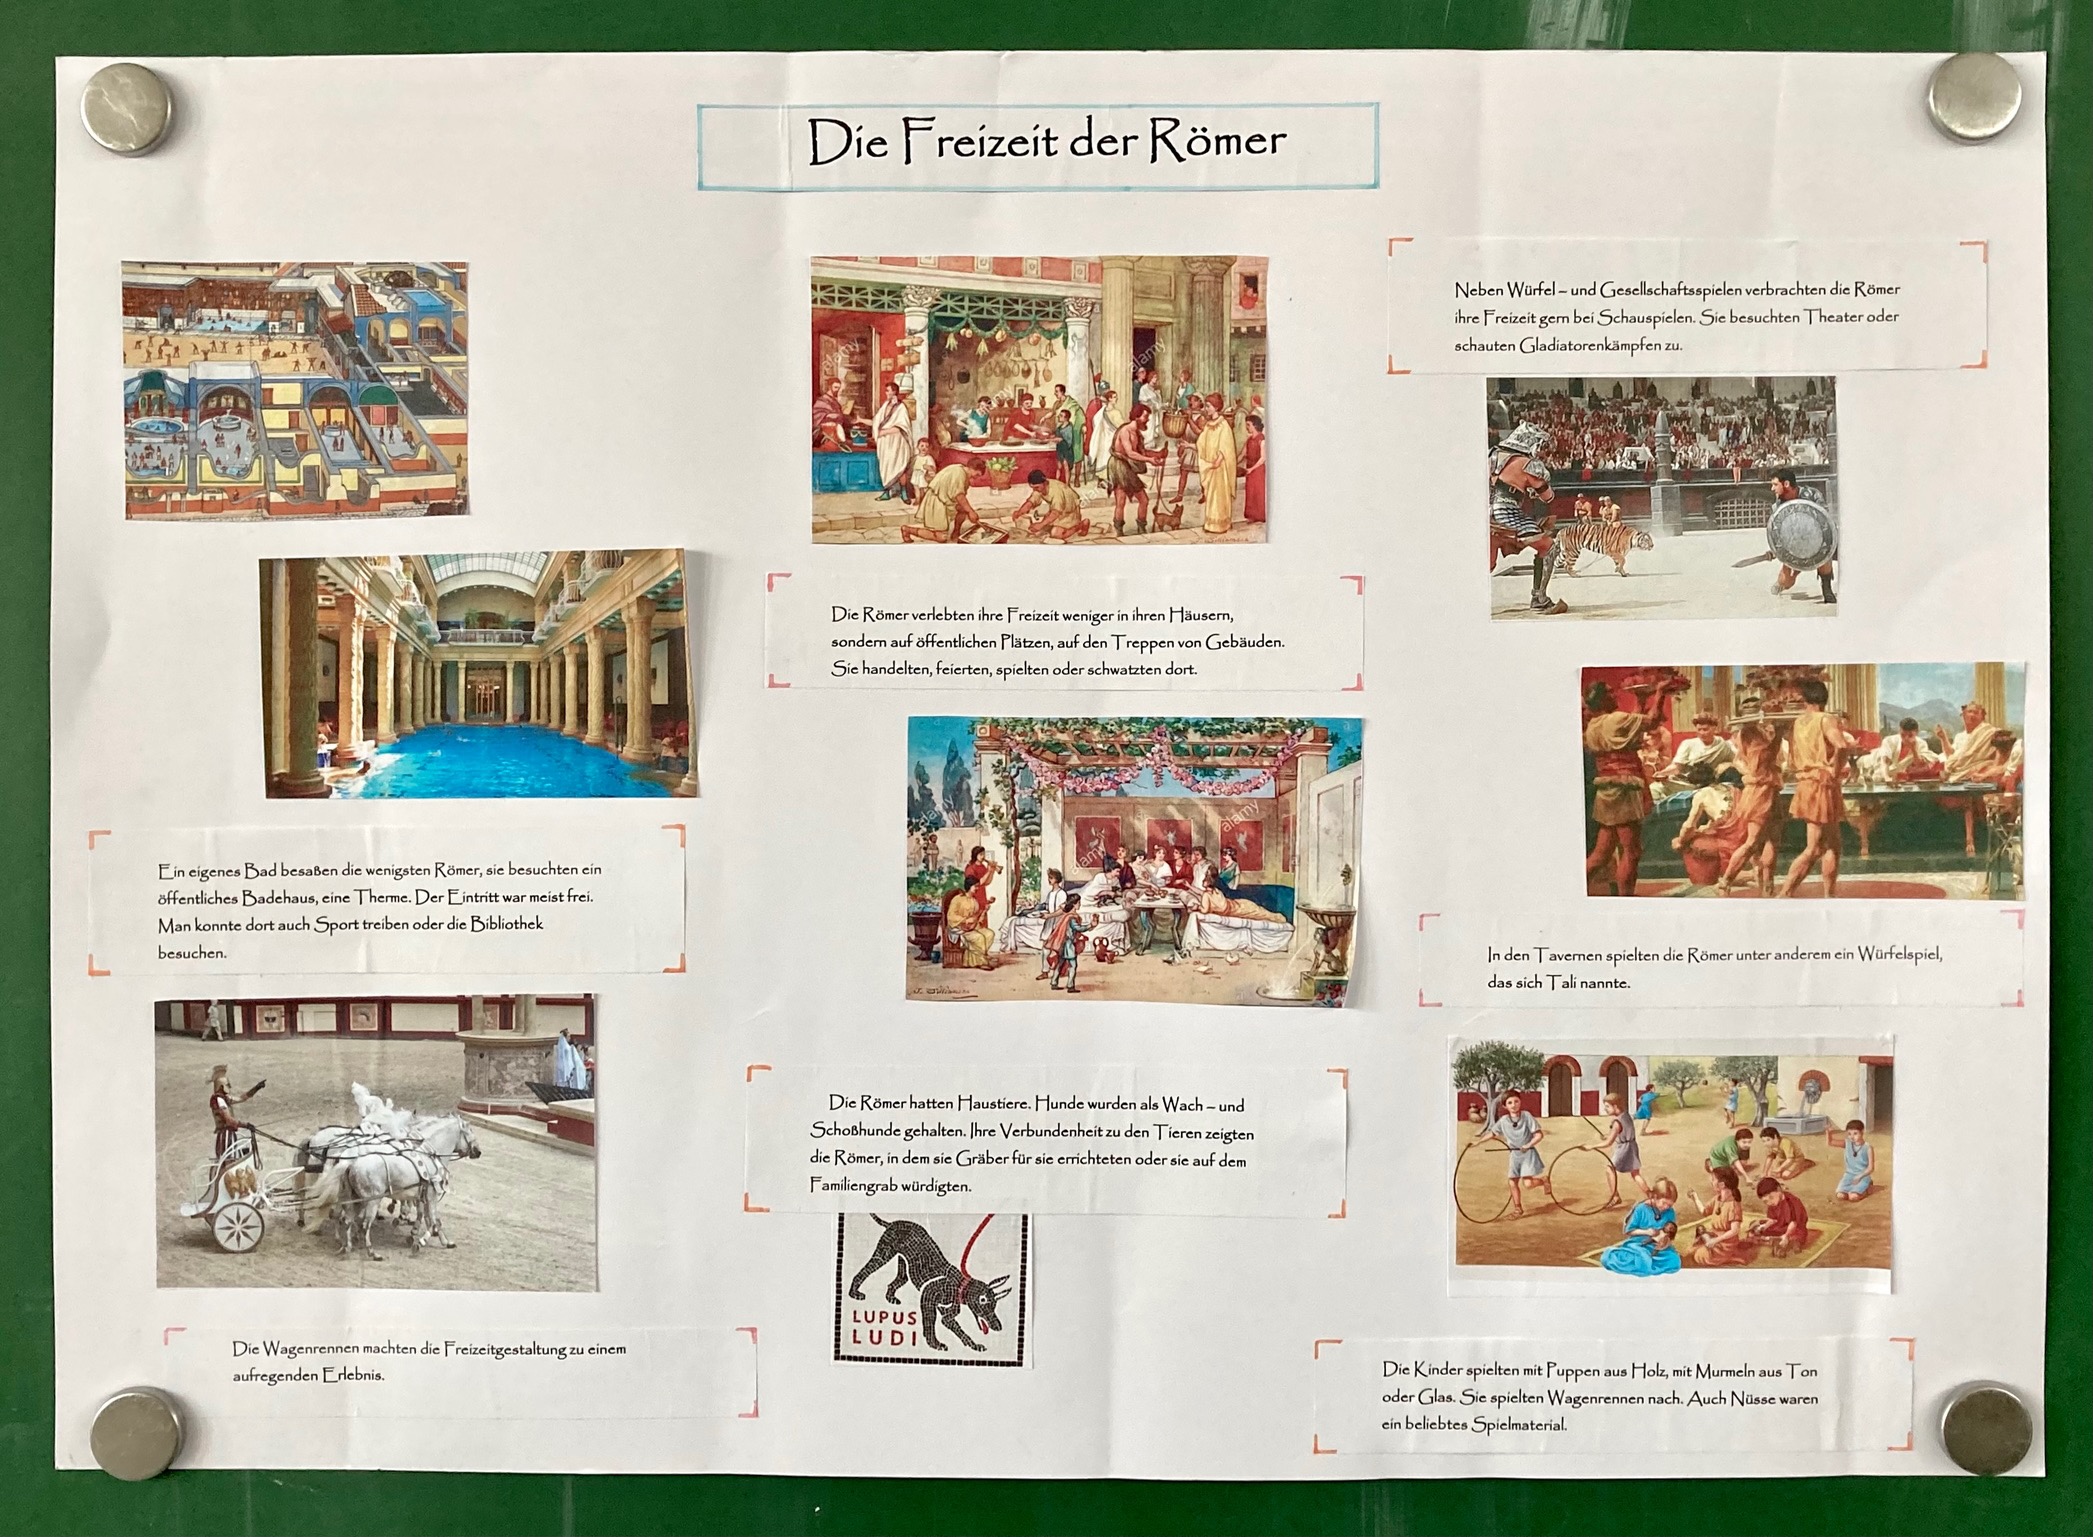 Die Freizeit der Römer
Ein eigenes Bad besaßen die wenigsten Römer, sie besuchten ein
öffentliches Badehaus, eine Therme. Der Eintritt war meist frei.
Man konnte dort auch Sport treiben oder die Bibliothek
besuchen.
Die Wagenrennen machten die Freizeitgestaltung zu einem
aufregenden Erlebnis.
alamy
alamy
alamy
Die Römer verlebten ihre Freizeit weniger in ihren Häusern,
sondern auf öffentlichen Plätzen, auf den Treppen von Gebäuden.
Sie handelten, feierten, spielten oder schwatzten dort.
alamy
alamy
alamy
Die Römer hatten Haustiere. Hunde wurden als Wach – und
Schoßhunde gehalten. Ihre Verbundenheit zu den Tieren zeigten
die Römer, in dem sie Gräber für sie errichteten oder sie auf dem
Familiengrab würdigten.
LUPUS
LUDI
Neben Würfel – und Gesellschaftsspielen verbrachten die Römer
ihre Freizeit gern bei Schauspielen. Sie besuchten Theater oder
schauten Gladiatorenkämpfen zu.
In den Tavernen spielten die Römer unter anderem ein Würfelspiel,
das sich Tali nannte.
Die Kinder spielten mit Puppen aus Holz, mit Murmeln aus Ton
oder Glas. Sie spielten Wagenrennen nach. Auch Nüsse waren
ein beliebtes Spielmaterial.